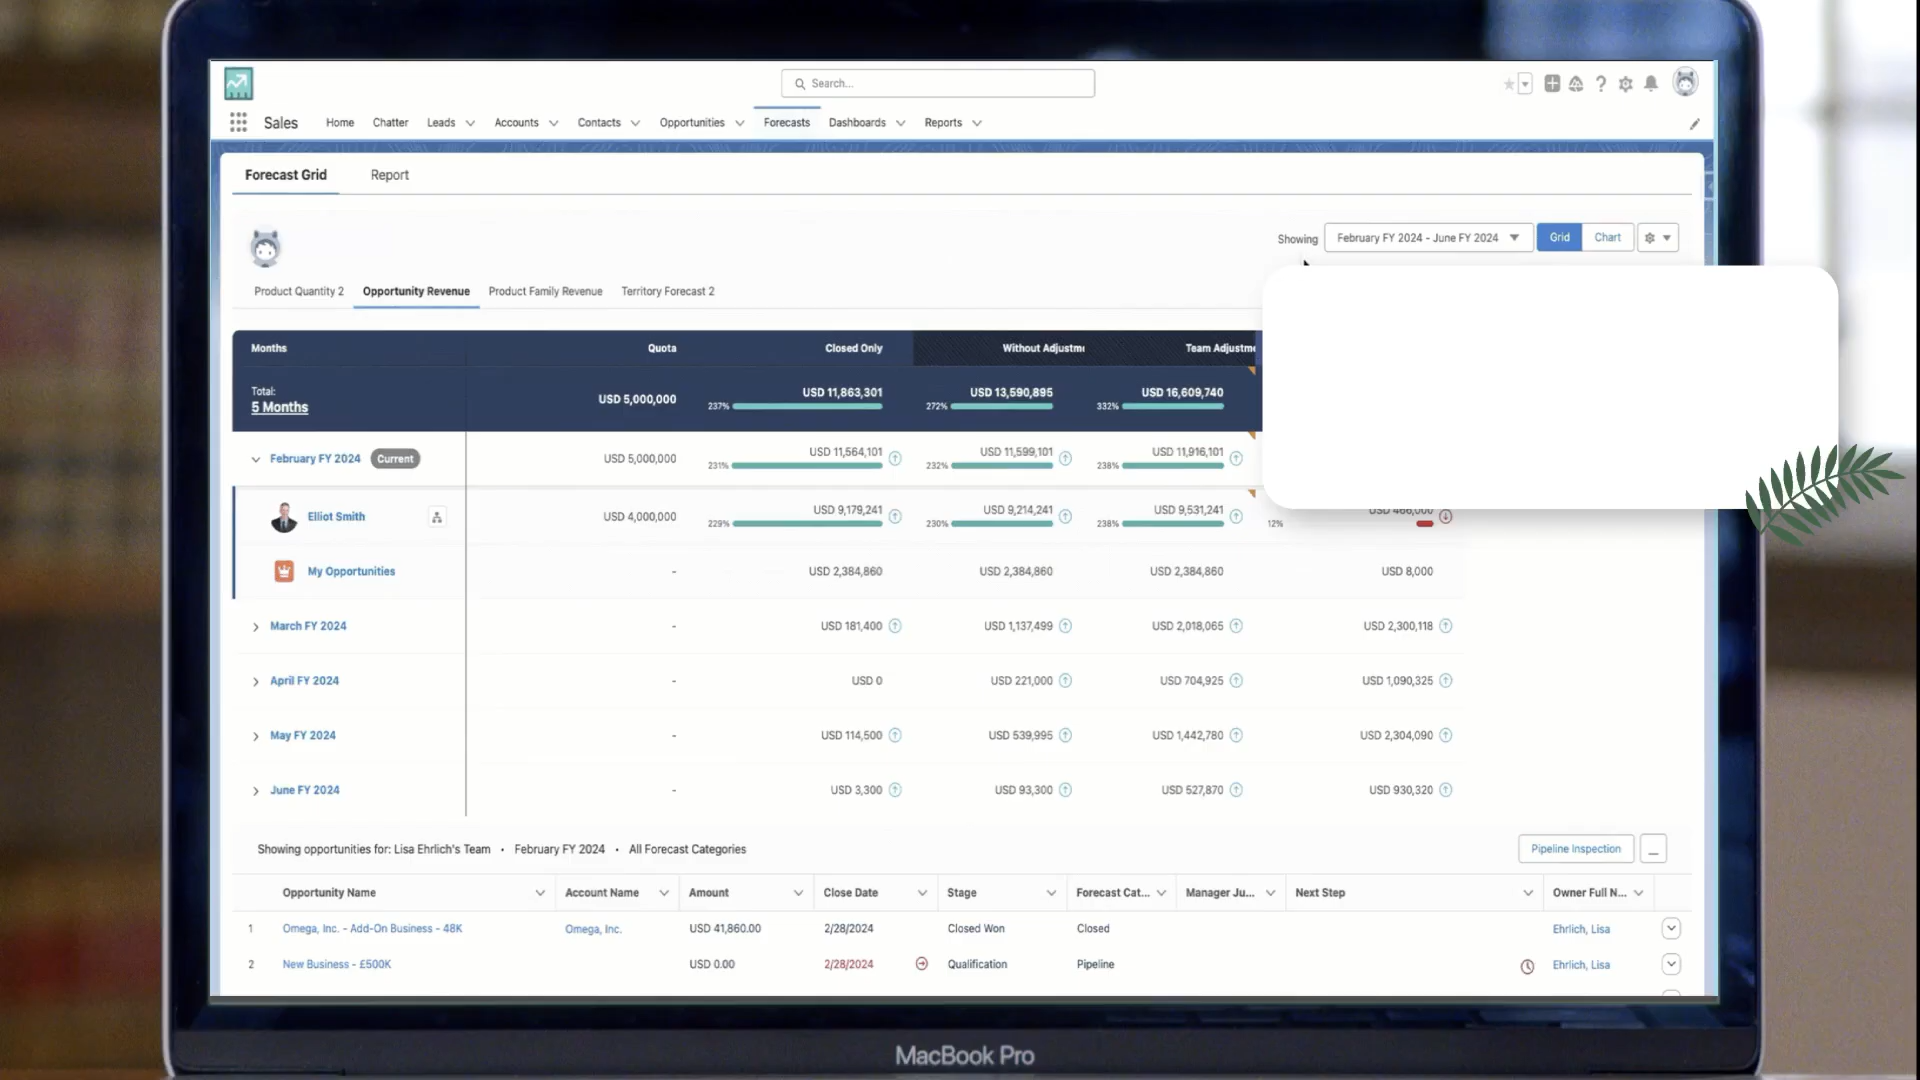 Search...
Sales Home Chatter Leads Accounts Contacts Opportunities Forecasts Dashboards Reports
Forecast Grid Report
Showing February FY 2024 - June FY 2024 Grid Chart
Product Quantity 2 Opportunity Revenue Product Family Revenue Territory Forecast 2
Months Quota Closed Only Without Adjustme Team Adjustme
Total:
5 Months USD 5,000,000 237% USD 11,863,301 272% USD 13,590,895 332% USD 16,609,740
February FY 2024 Current USD 5,000,000 231% USD 11,564,101 232% USD 11,599,101 238% USD 11,916,101
Elliot Smith USD 4,000,000 229% USD 9,179,241 230% USD 9,214,241 238% USD 9,531,241 12% USD 466,000
My Opportunities - USD 2,384,860 USD 2,384,860 USD 2,384,860 USD 8,000
March FY 2024 - USD 181,400 USD 1,137,499 USD 2,018,065 USD 2,300,118
April FY 2024 - USD 0 USD 221,000 USD 704,925 USD 1,090,325
May FY 2024 - USD 114,500 USD 539,995 USD 1,442,780 USD 2,304,090
June FY 2024 - USD 3,300 USD 93,300 USD 527,870 USD 930,320
Showing opportunities for: Lisa Ehrlich's Team • February FY 2024 • All Forecast Categories Pipeline Inspection
Opportunity Name Account Name Amount Close Date Stage Forecast Cat... Manager Ju... Next Step Owner Full N...
1 Omega, Inc. - Add-On Business - 48K Omega, Inc. USD 41,860.00 2/28/2024 Closed Won Closed Ehrlich, Lisa
2 New Business - £500K USD 0.00 2/28/2024 Qualification Pipeline Ehrlich, Lisa
MacBook Pro